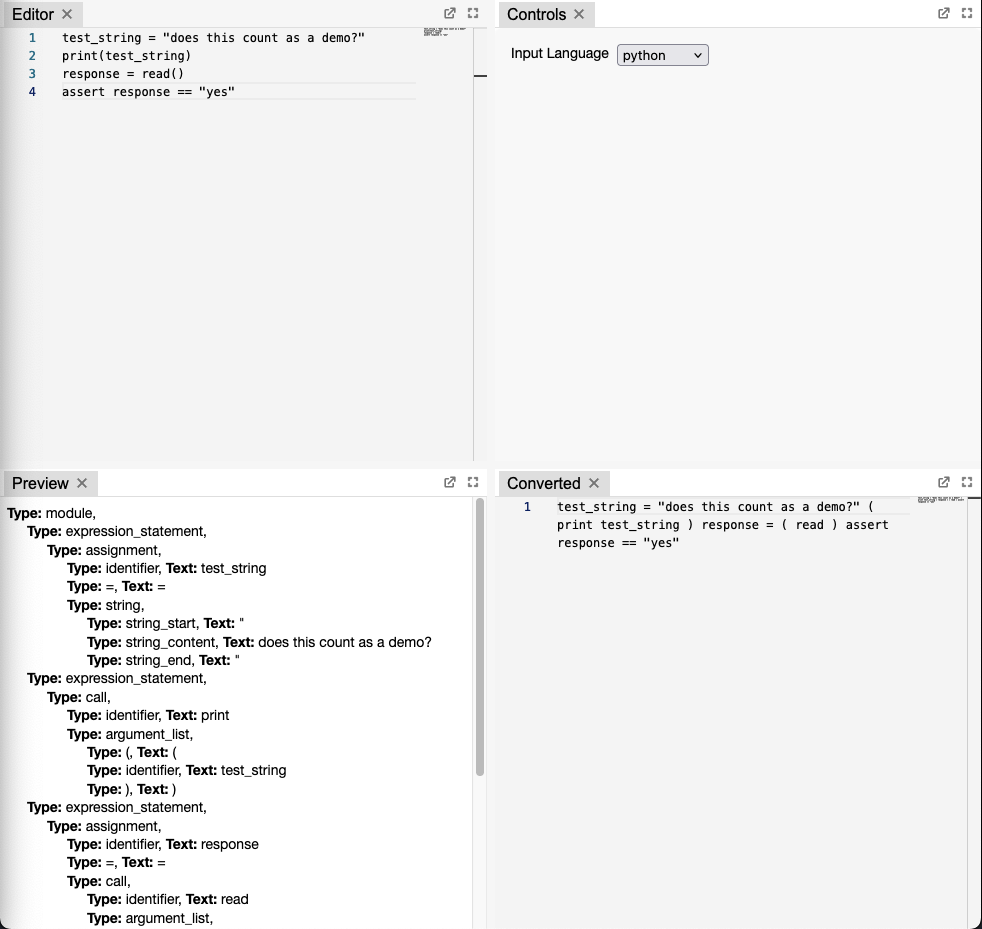 Editor
1 test_string = "does this count as a demo?"
2 print(test_string)
3 response = read()
4 assert response == "yes"
Controls
Input Language python
Preview
Type: module,
Type: expression_statement,
Type: assignment,
Type: identifier, Text: test_string
Type: =, Text: =
Type: string,
Type: string_start, Text: "
Type: string_content, Text: does this count as a demo?
Type: string_end, Text: "
Type: expression_statement,
Type: call,
Type: identifier, Text: print
Type: argument_list,
Type: (, Text: (
Type: identifier, Text: test_string
Type: ), Text: )
Type: expression_statement,
Type: assignment,
Type: identifier, Text: response
Type: =, Text: =
Type: call,
Type: identifier, Text: read
Type: argument_list,
Converted
1 test_string = "does this count as a demo?" (
print test_string ) response = ( read ) assert
response == "yes"